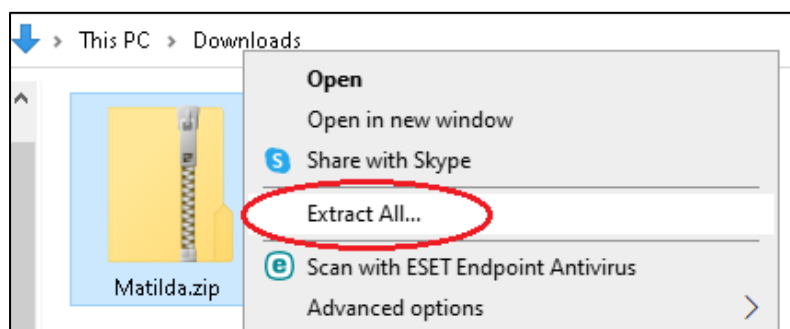 This PC > Downloads
Open
Open in new window
Share with Skype
Extract All...
Scan with ESET Endpoint Antivirus
Advanced options
Matilda.zip